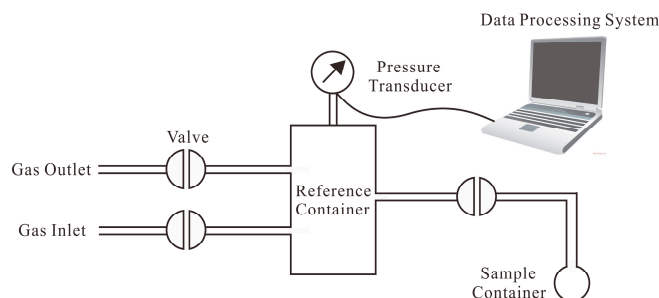 Data Processing System
Pressure
Transducer
Valve
Gas Outlet
Reference
Container
Gas Inlet
Sample
Container